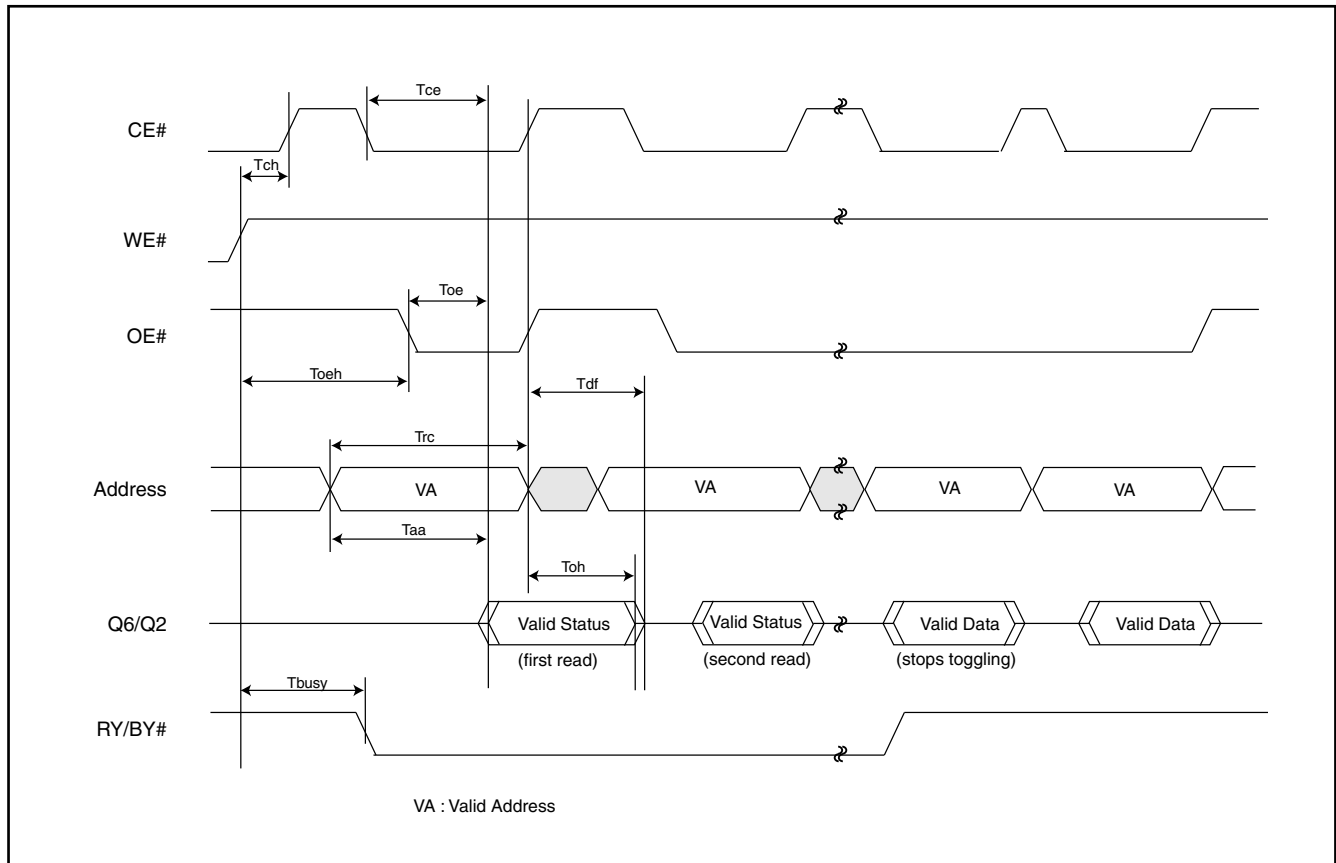 Tce
CE#
Tch
WE#
Toe
OE#
Toeh
Tdf
Trc
Address
VA
VA
VA
VA
Taa
Toh
Q6/Q2
Valid Status
Valid Status
Valid Data
Valid Data
(first read)
(second read)
(stops toggling)
Tbusy
RY/BY#
VA : Valid Address